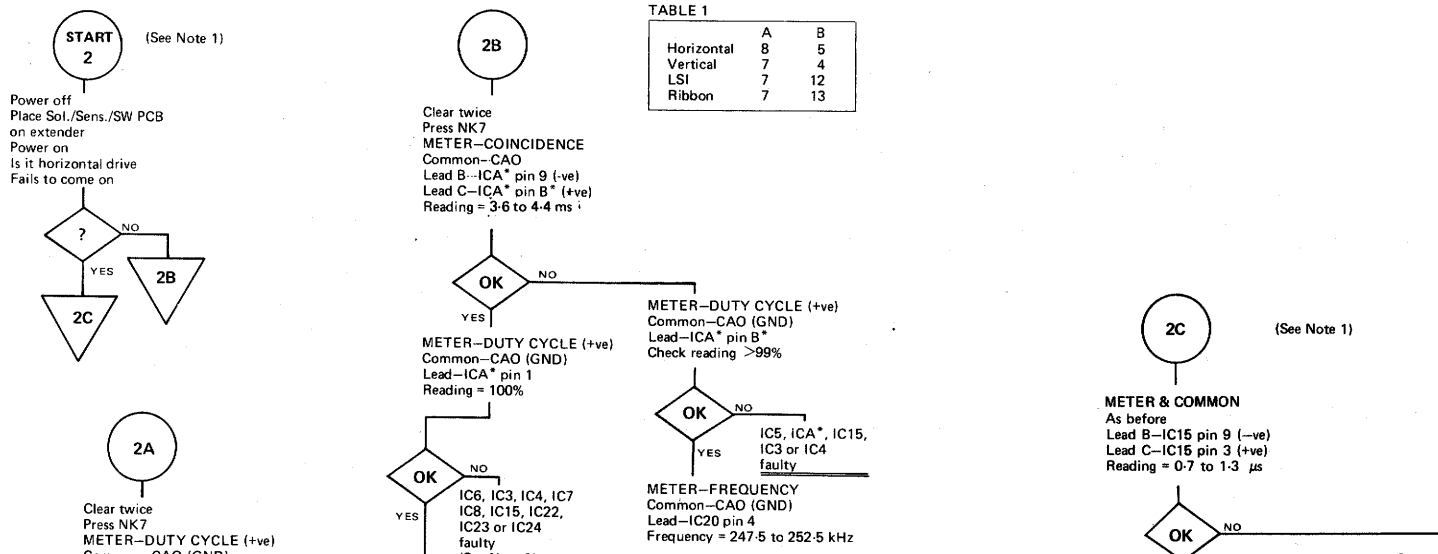 START
2
(See Note 1)
Power off
Place Sol./Sens./SW PCB
on extender
Power on
Is it horizontal drive
Fails to come on
?
NO
YES
2B
2C
2A
Clear twice
Press NK7
METER–DUTY CYCLE (+ve)
2B
Clear twice
Press NK7
METER–COINCIDENCE
Common–CAO
Lead B–ICA* pin 9 (-ve)
Lead C–ICA* pin B* (+ve)
Reading = 3·6 to 4·4 ms
OK
NO
YES
METER–DUTY CYCLE (+ve)
Common–CAO (GND)
Lead–ICA* pin 1
Reading = 100%
OK
NO
YES
IC6, IC3, IC4, IC7
IC8, IC15, IC22,
IC23 or IC24
faulty
METER–DUTY CYCLE (+ve)
Common–CAO (GND)
Lead–ICA* pin B*
Check reading >99%
OK
NO
YES
IC5, ICA*, IC15,
IC3 or IC4
faulty
METER–FREQUENCY
Common–CAO (GND)
Lead–IC20 pin 4
Frequency = 247·5 to 252·5 kHz
TABLE 1
A B
Horizontal 8 5
Vertical 7 4
LSI 7 12
Ribbon 7 13
2C
(See Note 1)
METER & COMMON
As before
Lead B–IC15 pin 9 (–ve)
Lead C–IC15 pin 3 (+ve)
Reading = 0·7 to 1·3 µs
OK
NO